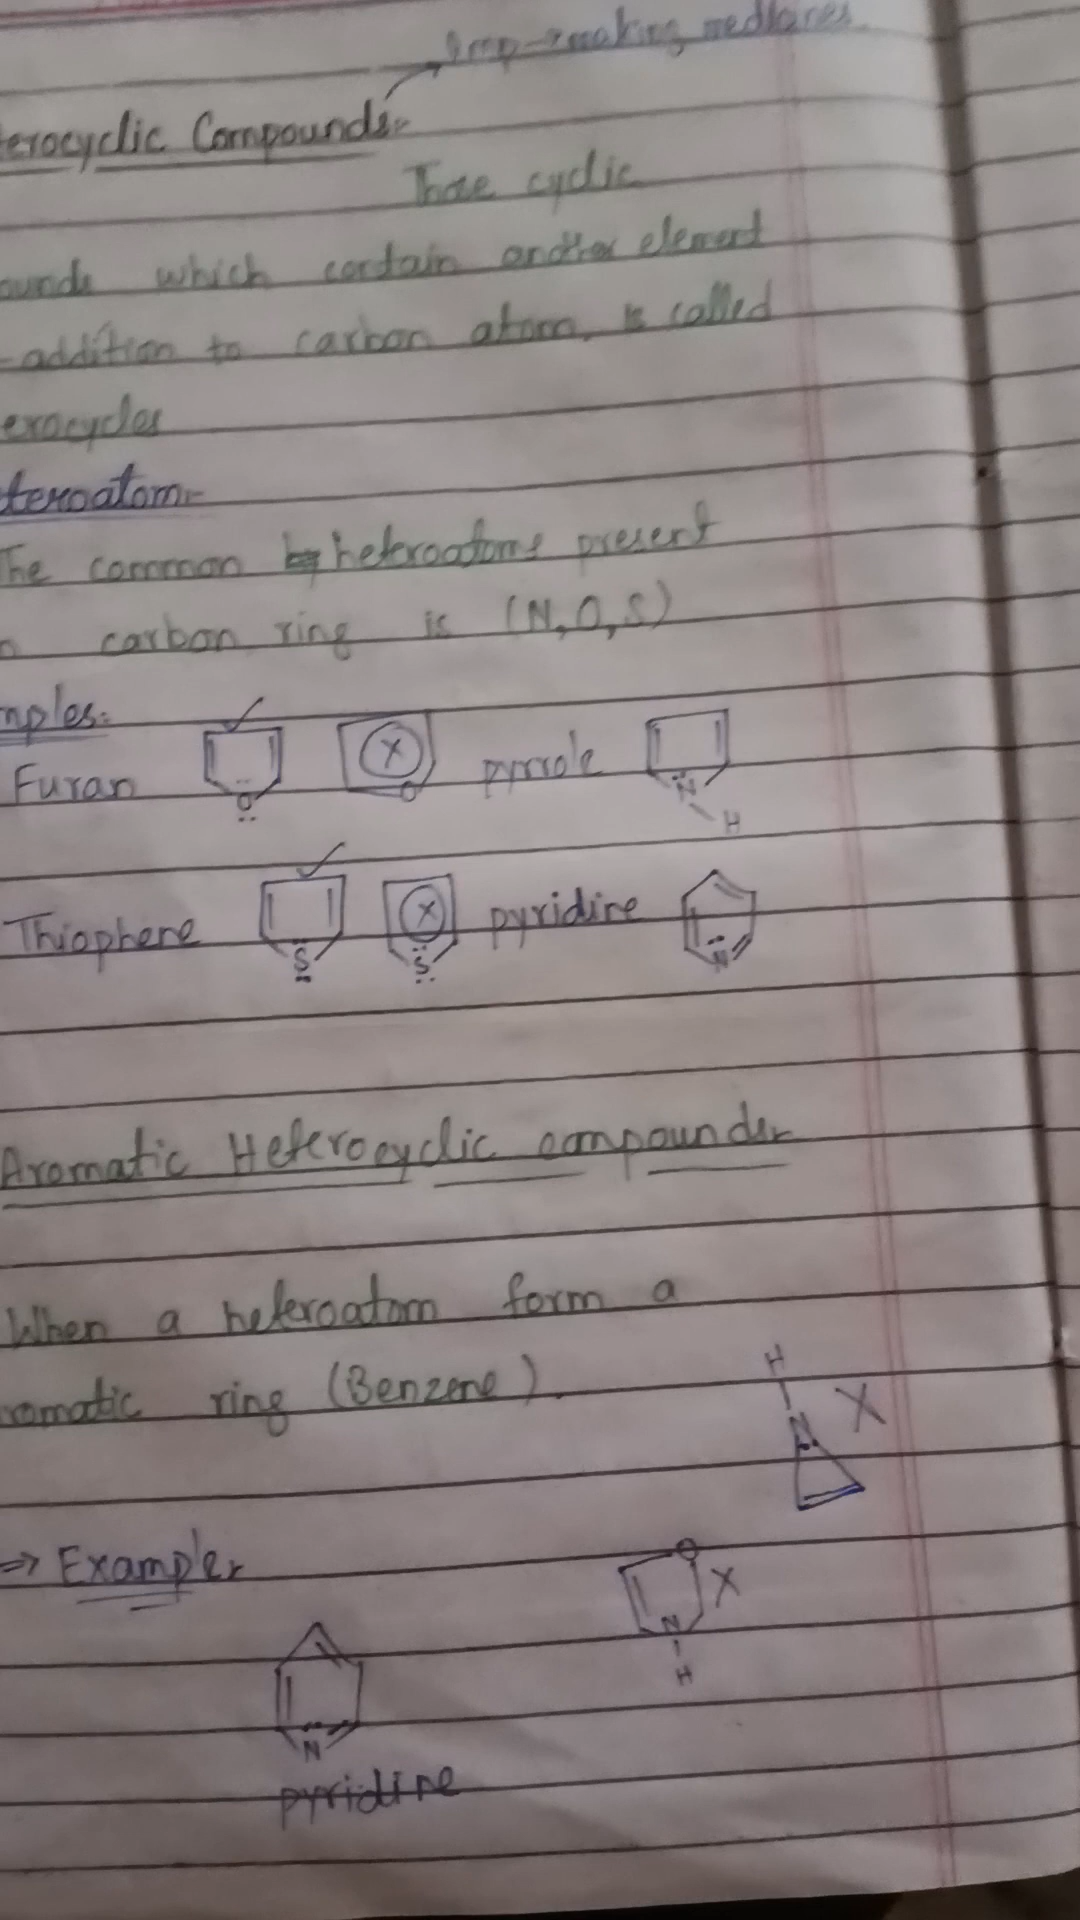 Imp-making
erocyclic Compounds:-
Those cyclic
ounds which contain another element
addition to carbon atom, is called
erocycles
teroatom:-
The common heteroatoms present
carbon ring is (N,O,S)
mples:-
Furan O X O pyrrole N H
Thiophene S X S pyridine N
Aromatic Heterocyclic compounds:-
When a heteroatom form a
romatic ring (Benzene).
H N X
=> Example:-
O X N H
N
pyridine